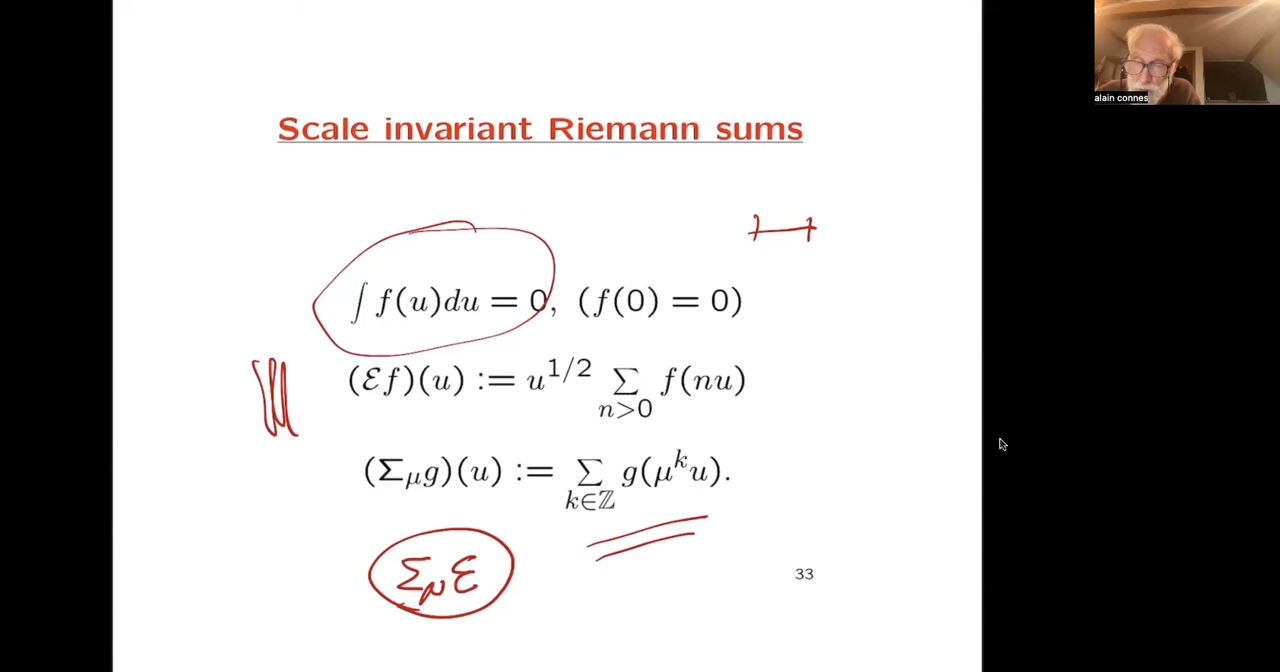 alain connes
Scale invariant Riemann sums
∫ f(u)du = 0, (f(0) = 0)
(ℰf)(u) := u^{1/2} ∑_{n>0} f(nu)
(Σ_μ g)(u) := ∑_{k∈ℤ} g(μ^k u).
Σ_μ ℰ
33